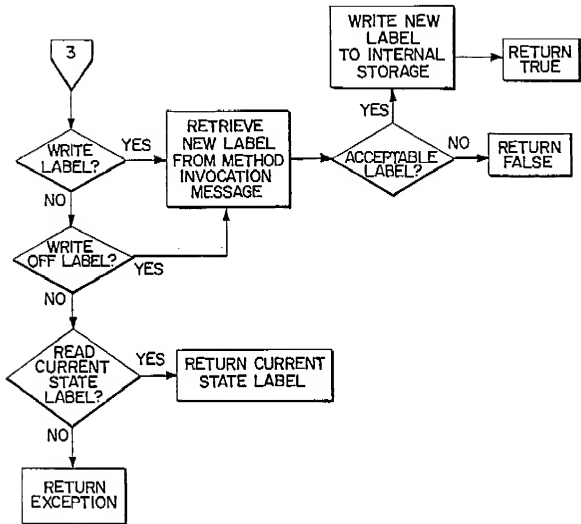 3
WRITE
LABEL?
YES
NO
RETRIEVE
NEW LABEL
FROM METHOD
INVOCATION
MESSAGE
WRITE NEW
LABEL
TO INTERNAL
STORAGE
RETURN
TRUE
YES
ACCEPTABLE
LABEL?
NO
RETURN
FALSE
WRITE
OFF LABEL?
YES
NO
READ
CURRENT
STATE
LABEL?
YES
RETURN CURRENT
STATE LABEL
NO
RETURN
EXCEPTION